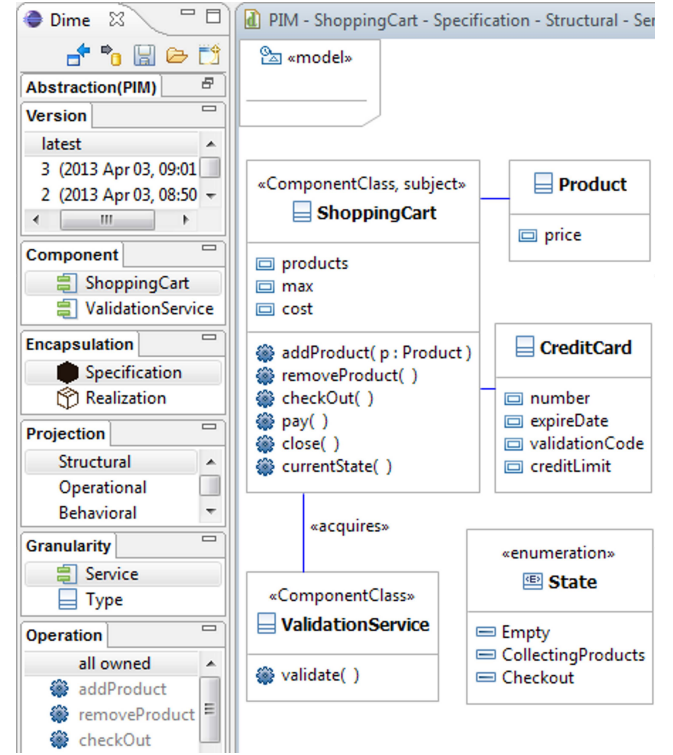 Dime
Abstraction(PIM)
Version
latest
3 (2013 Apr 03, 09:01
2 (2013 Apr 03, 08:50
Component
ShoppingCart
ValidationService
Encapsulation
Specification
Realization
Projection
Structural
Operational
Behavioral
Granularity
Service
Type
Operation
all owned
addProduct
removeProduct
checkOut
PIM - ShoppingCart - Specification - Structural - Ser
«model»
«ComponentClass, subject»
ShoppingCart
products
max
cost
addProduct( p : Product )
removeProduct( )
checkOut( )
pay( )
close( )
currentState( )
Product
price
CreditCard
number
expireDate
validationCode
creditLimit
«acquires»
«ComponentClass»
ValidationService
validate( )
«enumeration»
State
Empty
CollectingProducts
Checkout